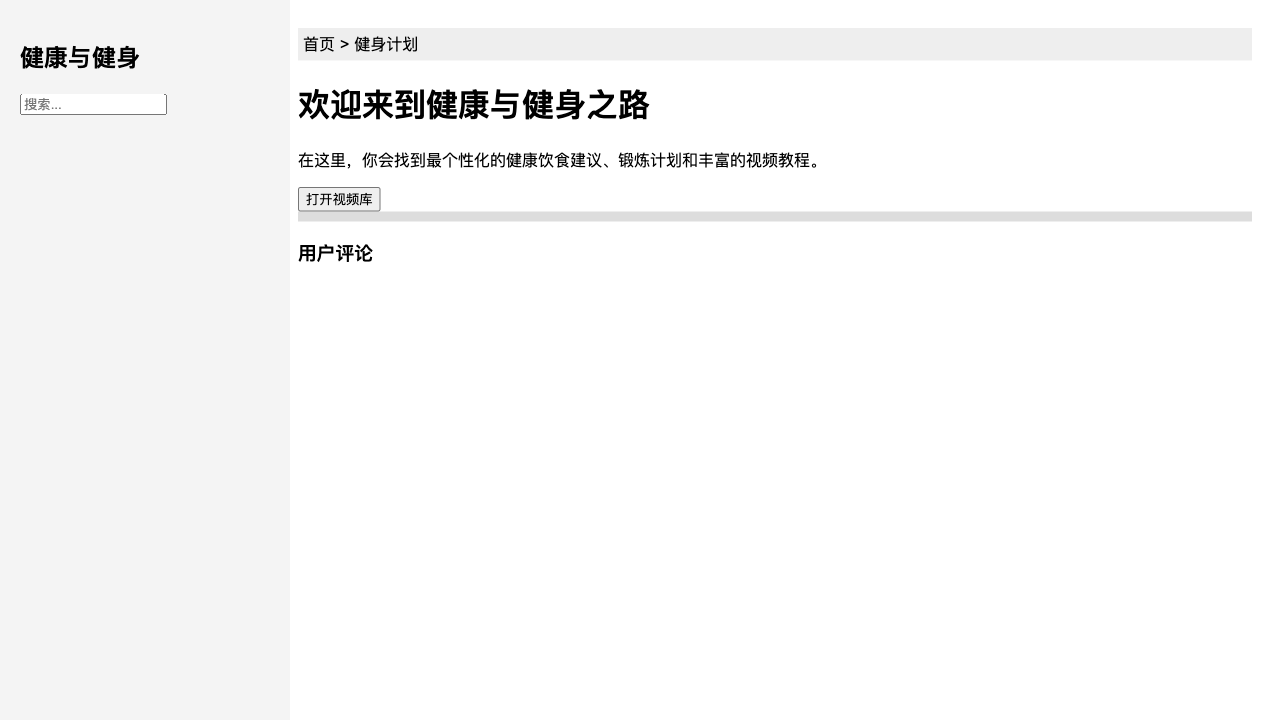 健康与健身
搜索...
首页 > 健身计划
欢迎来到健康与健身之路
在这里，你会找到最个性化的健康饮食建议、锻炼计划和丰富的视频教程。
打开视频库
用户评论